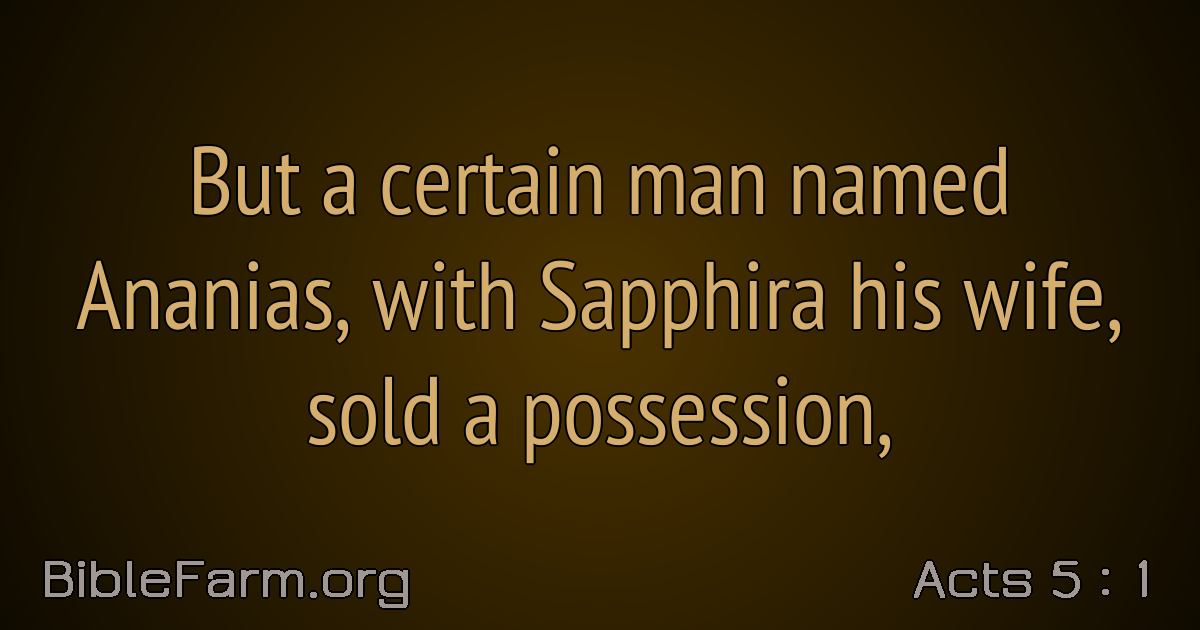 But a certain man named
Ananias, with Sapphira his wife,
sold a possession,
BibleFarm.org
Acts 5 : 1